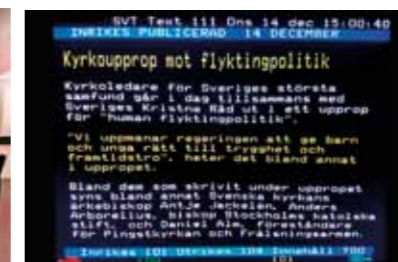 SVT Text 111 Ons 14 dec 15:00:40
INRIKES PUBLICERAD 14 DECEMBER
Kyrkoupprop mot flyktingpolitik
Kyrkoledare för Sveriges största
samfund går i dag tillsammans med
Sveriges Kristna Råd ut i ett upprop
för "human flyktingpolitik".
"Vi uppmanar regeringen att ge barn
och unga rätt till trygghet och
framtidstro", heter det bland annat
i uppropet.
Bland dem som skrivit under uppropet
syns bland annat Svenska kyrkans
ärkebiskop Antje Jackelén, Anders
Arborelius, biskop Stockholms katolska
stift, och Daniel Alm, föreståndare
för Pingstkyrkan och Frälsningsarmén.
Inrikes 101 Utrikes 104 Innehåll 700